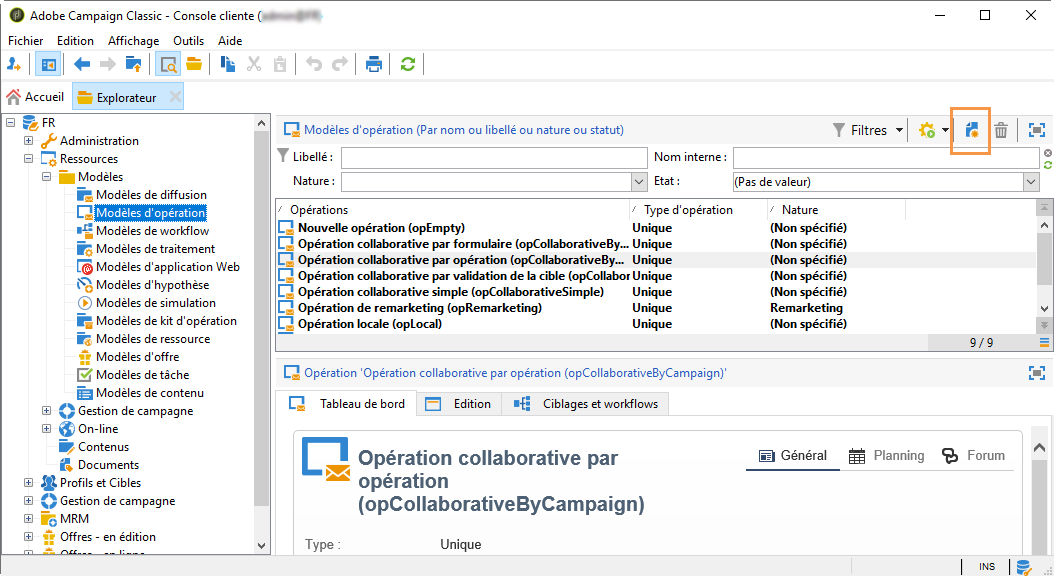 Adobe Campaign Classic - Console cliente (
Fichier Edition Affichage Outils Aide
Accueil Explorateur
FR
Administration
Ressources
Modèles
Modèles de diffusion
Modèles d'opération
Modèles de workflow
Modèles de traitement
Modèles d'application Web
Modèles d'hypothèse
Modèles de simulation
Modèles de kit d'opération
Modèles de ressource
Modèles d'offre
Modèles de tâche
Modèles de contenu
Gestion de campagne
On-line
Contenus
Documents
Profils et Cibles
Gestion de campagne
MRM
Offres - en édition
Offres - en ligne
Modèles d'opération (Par nom ou libellé ou nature ou statut) Filtres
Libellé : Nom interne :
Nature : Etat : (Pas de valeur)
Opérations Type d'opération Nature
Nouvelle opération (opEmpty) Unique (Non spécifié)
Opération collaborative par formulaire (opCollaborativeBy... Unique (Non spécifié)
Opération collaborative par opération (opCollaborativeBy... Unique (Non spécifié)
Opération collaborative par validation de la cible (opCollabor Unique (Non spécifié)
Opération collaborative simple (opCollaborativeSimple) Unique (Non spécifié)
Opération de remarketing (opRemarketing) Unique Remarketing
Opération locale (opLocal) Unique (Non spécifié)
9 / 9
Opération 'Opération collaborative par opération (opCollaborativeByCampaign)'
Tableau de bord Edition Ciblages et workflows
Opération collaborative par
opération
(opCollaborativeByCampaign)
Général Planning Forum
Type : Unique
INS